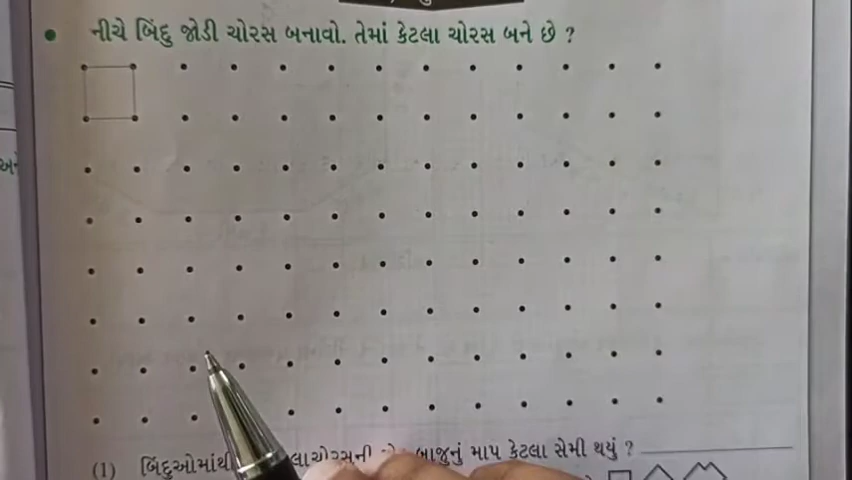 નીચે બિંદુ જોડી ચોરસ બનાવો. તેમાં કેટલા ચોરસ બને છે ?
(1) બિંદુઓમાંથી બાજુનું માપ કેટલા સેમી થયું ?